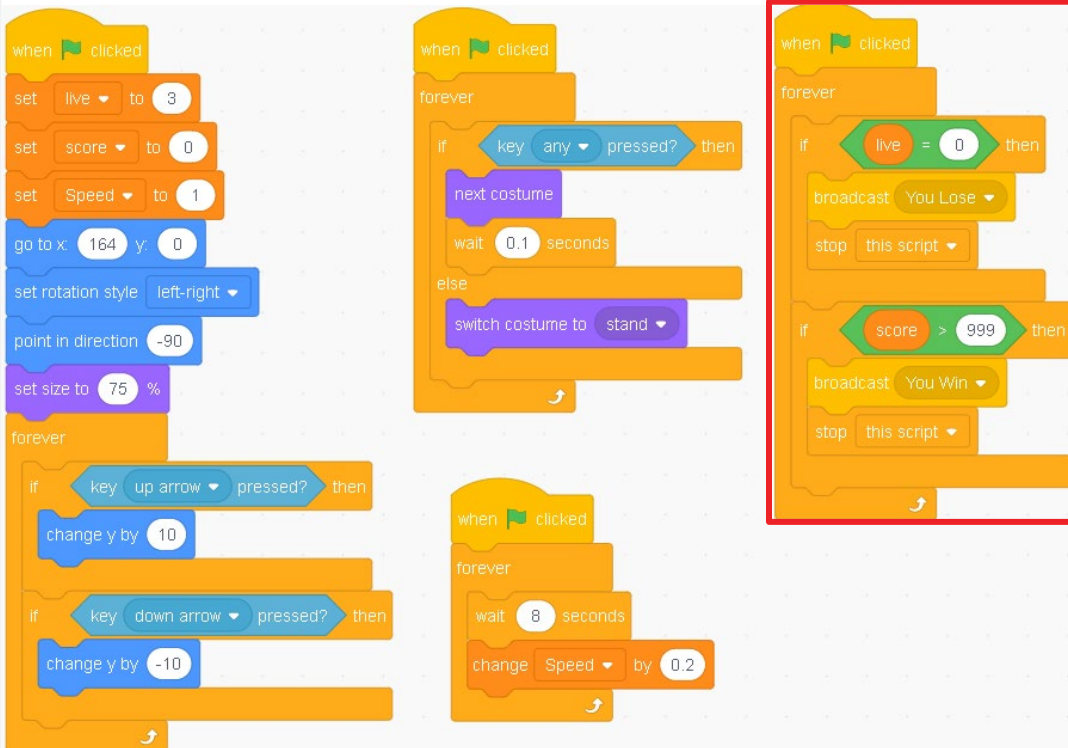 when clicked
set live to 3
set score to 0
set Speed to 1
go to x: 164 y: 0
set rotation style left-right
point in direction -90
set size to 75 %
forever
if key up arrow pressed? then
change y by 10
if key down arrow pressed? then
change y by -10
when clicked
forever
if key any pressed? then
next costume
wait 0.1 seconds
else
switch costume to stand
when clicked
forever
wait 8 seconds
change Speed by 0.2
when clicked
forever
if live = 0 then
broadcast You Lose
stop this script
if score > 999 then
broadcast You Win
stop this script